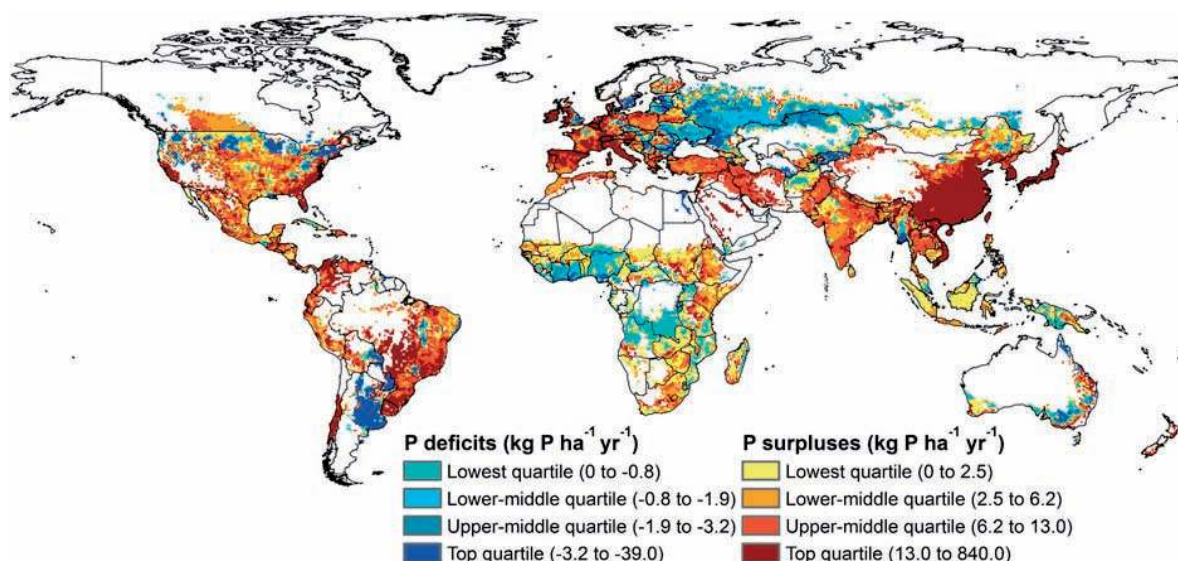 P deficits (kg P ha⁻¹ yr⁻¹)
Lowest quartile (0 to -0.8)
Lower-middle quartile (-0.8 to -1.9)
Upper-middle quartile (-1.9 to -3.2)
Top quartile (-3.2 to -39.0)
P surpluses (kg P ha⁻¹ yr⁻¹)
Lowest quartile (0 to 2.5)
Lower-middle quartile (2.5 to 6.2)
Upper-middle quartile (6.2 to 13.0)
Top quartile (13.0 to 840.0)